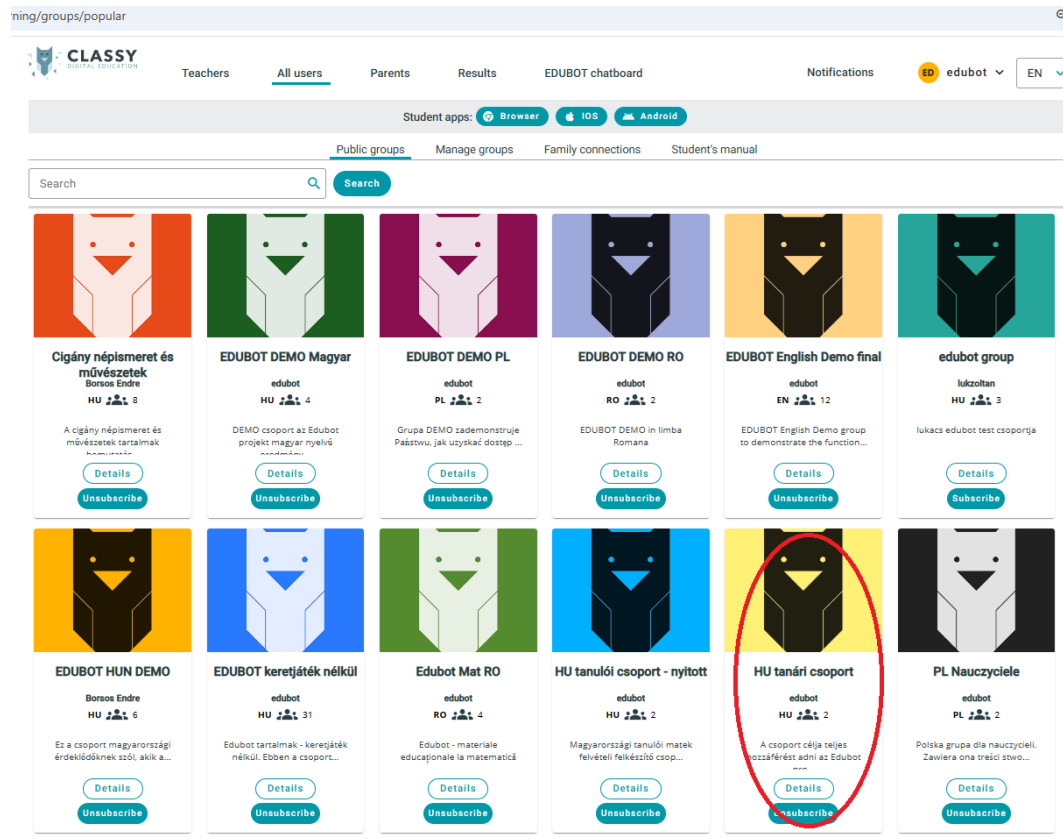 ning/groups/popular
CLASSY
DIGITAL EDUCATION
Teachers All users Parents Results EDUBOT chatboard Notifications ED edubot EN
Student apps: Browser IOS Android
Public groups Manage groups Family connections Student's manual
Search Search
Cigány népismeret és
művészetek
Borsos Endre
HU 8
A cigány népismeret és
művészetek tartalmak
bemutatás
Details
Unsubscribe
EDUBOT DEMO Magyar
edubot
HU 4
DEMO csoport az Edubot
projekt magyar nyelvű
eredmény
Details
Unsubscribe
EDUBOT DEMO PL
edubot
PL 2
Grupa DEMO zademonstruje
Państwu, jak uzyskać dostęp ...
Details
Unsubscribe
EDUBOT DEMO RO
edubot
RO 2
EDUBOT DEMO in limba
Romana
Details
Unsubscribe
EDUBOT English Demo final
edubot
EN 12
EDUBOT English Demo group
to demonstrate the function...
Details
Unsubscribe
edubot group
lukzoltan
HU 3
lukacs edubot test csoportja
Details
Subscribe
EDUBOT HUN DEMO
Borsos Endre
HU 6
Ez a csoport magyarországi
érdeklődőknek szól, akik a...
Details
Unsubscribe
EDUBOT keretjáték nélkül
edubot
HU 31
Edubot tartalmak - keretjáték
nélkül. Ebben a csoport...
Details
Unsubscribe
Edubot Mat RO
edubot
RO 4
Edubot - materiale
educaționale la matematică
Details
Unsubscribe
HU tanulói csoport - nyitott
edubot
HU 2
Magyarországi tanulói matek
felvételi felkészítő csop...
Details
Unsubscribe
HU tanári csoport
edubot
HU 2
A csoport célja teljes
hozzáférést adni az Edubot
Details
Unsubscribe
PL Nauczyciele
edubot
PL 2
Polska grupa dla nauczycieli.
Zawiera ona treści stwo...
Details
Unsubscribe